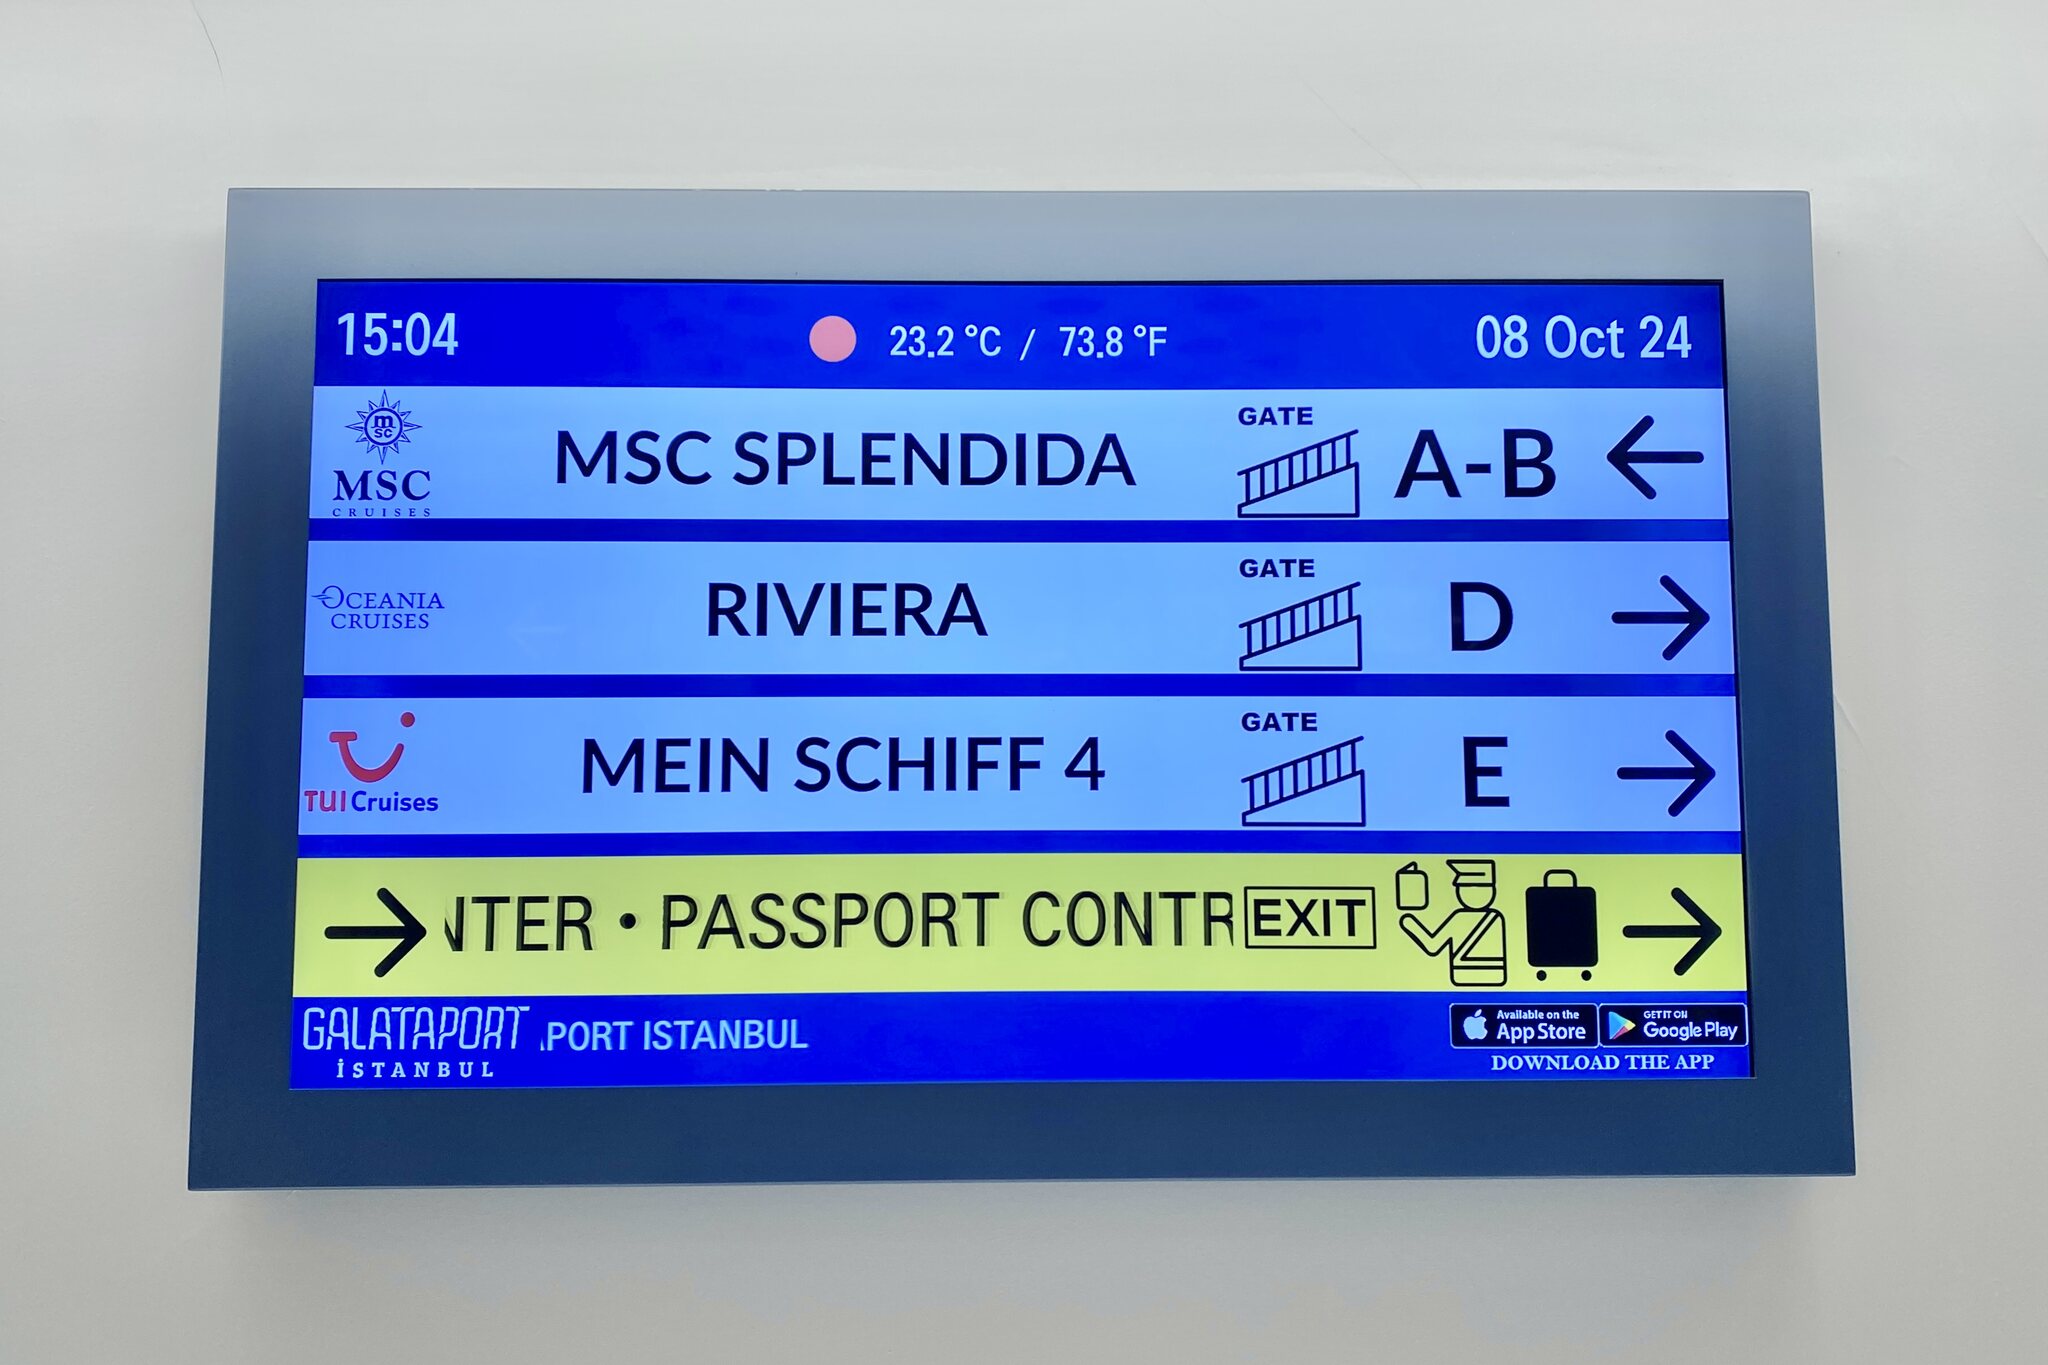 15:04 23.2 °C / 73.8 °F 08 Oct 24
msc
MSC
CRUISES
MSC SPLENDIDA
GATE
A-B
OCEANIA
CRUISES
RIVIERA
GATE
D
TUI Cruises
MEIN SCHIFF 4
GATE
E
NTER • PASSPORT CONTR
EXIT
GALATAPORT
İSTANBUL
PORT ISTANBUL
Available on the
App Store
GET IT ON
Google Play
DOWNLOAD THE APP